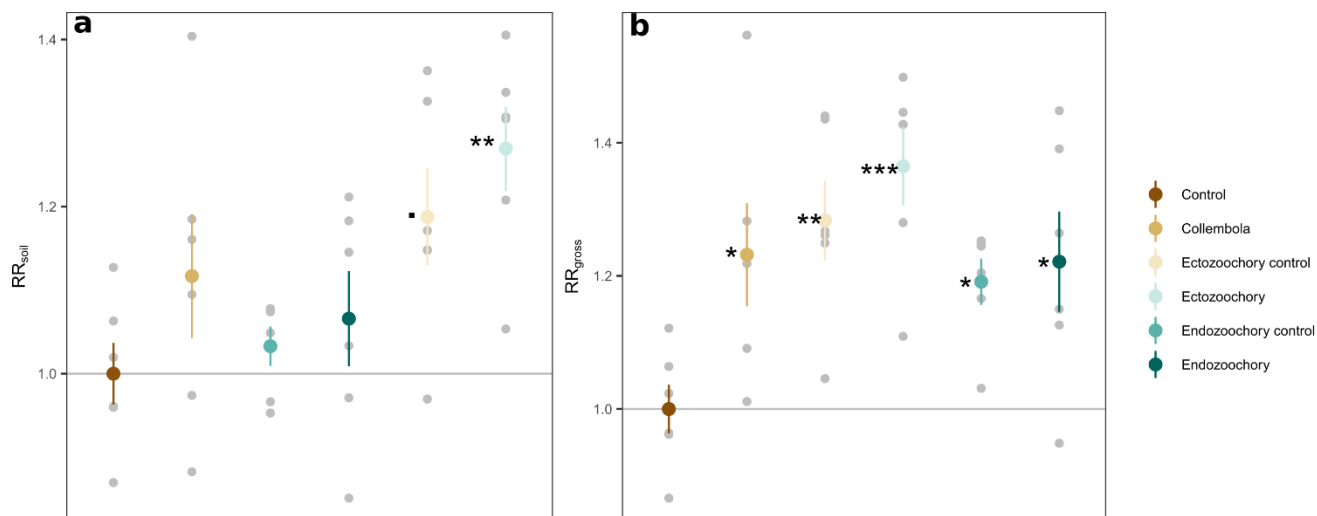 a
1.4
1.2
1.0
RRsoil
**
b
1.4
1.2
1.0
RRgross
*
**
***
*
*
Control
Collembola
Ectozoochory control
Ectozoochory
Endozoochory control
Endozoochory